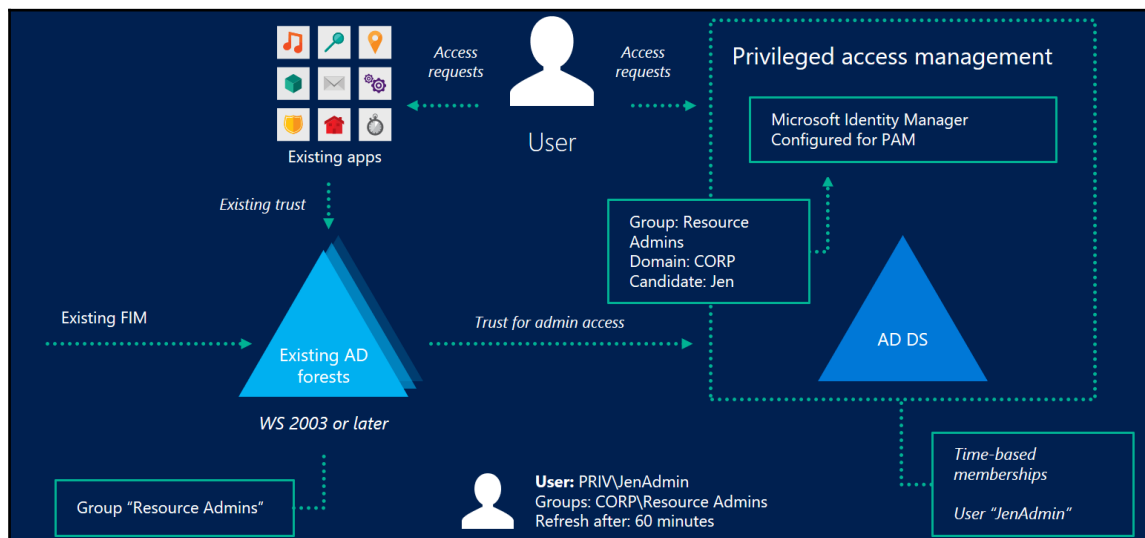 Access
requests
Access
requests
Privileged access management
Microsoft Identity Manager
Configured for PAM
User
Existing apps
Existing trust
Group: Resource
Admins
Domain: CORP
Candidate: Jen
Existing FIM
Trust for admin access
Existing AD
forests
AD DS
WS 2003 or later
Group “Resource Admins”
User: PRIV\JenAdmin
Groups: CORP\Resource Admins
Refresh after: 60 minutes
Time-based
memberships
User “JenAdmin”